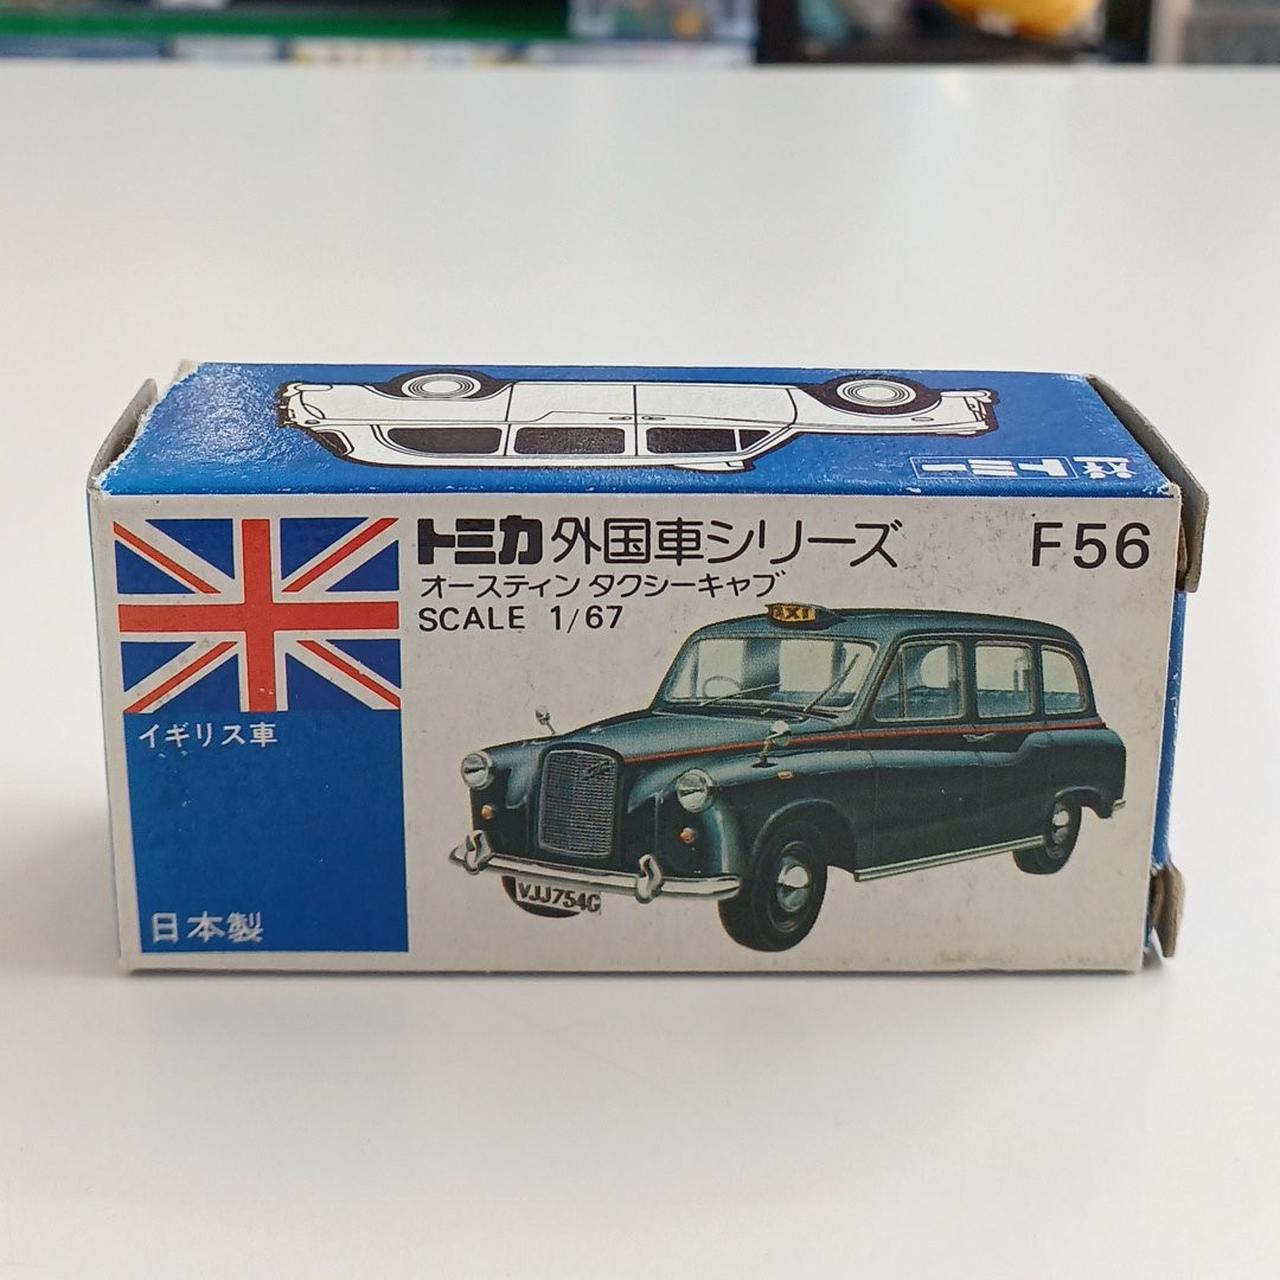 トミー
トミカ 外国車シリーズ F56
オースティン タクシーキャブ
SCALE 1/67
TAXI
イギリス車
VJJ754G
日本製